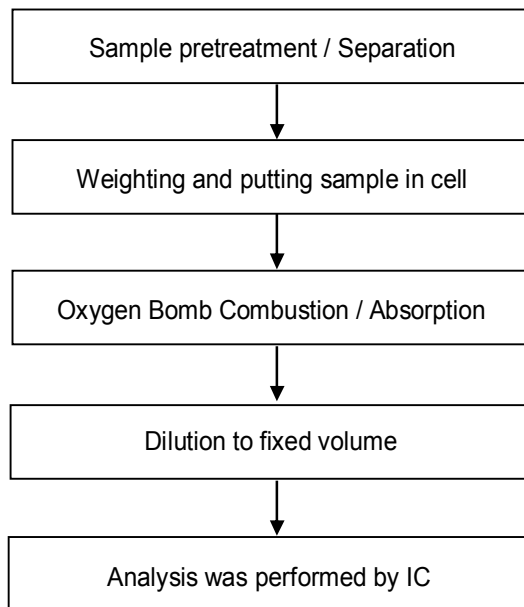 Sample pretreatment / Separation
Weighting and putting sample in cell
Oxygen Bomb Combustion / Absorption
Dilution to fixed volume
Analysis was performed by IC